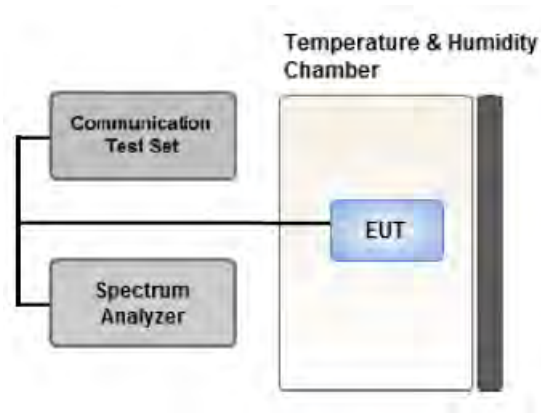 Temperature & Humidity
Chamber
Communication
Test Set
EUT
Spectrum
Analyzer